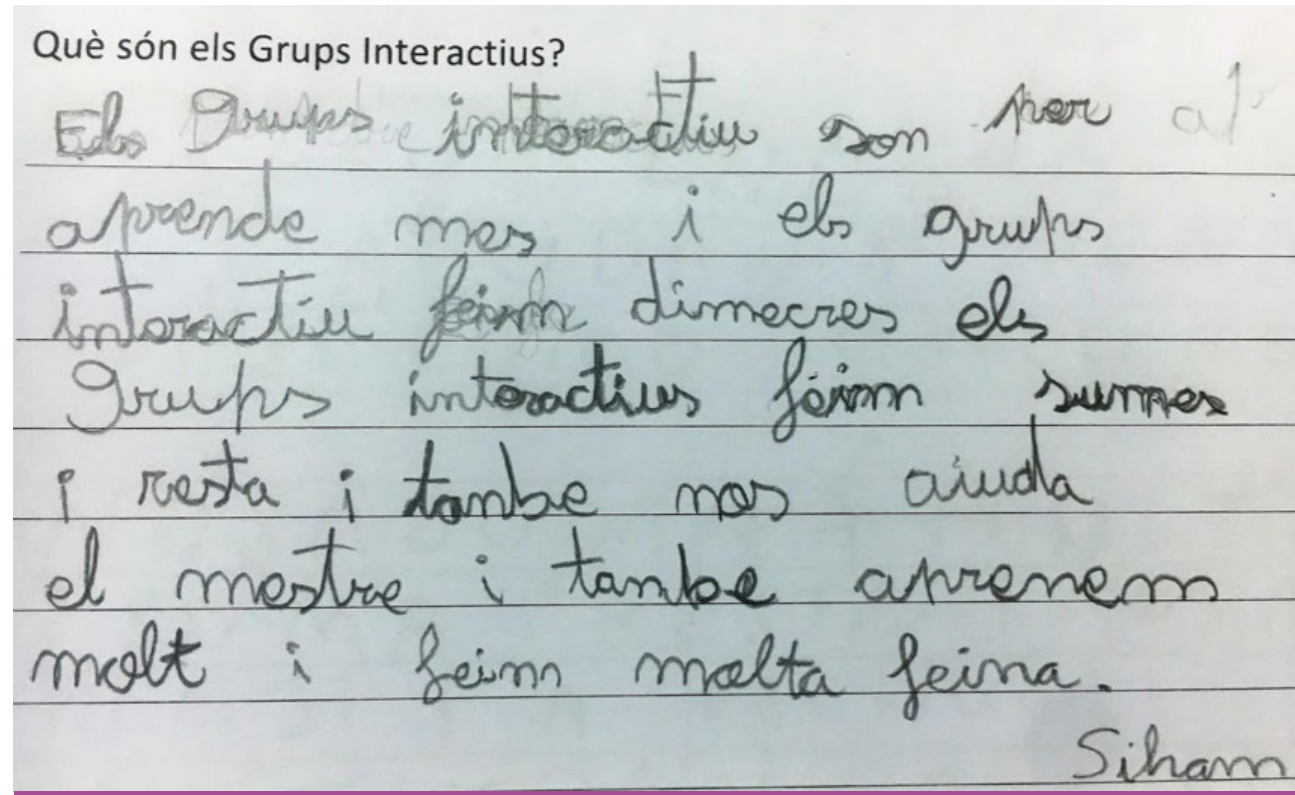 Què són els Grups Interactius?
Els Grups interactiu son per
aprende mes i els grups
interactiu feim dimecres els
Grups interactius feim sumes
i resta i tambe nos aiuda
el mestre i tambe aprenem
molt i feim molta feina.
Siham